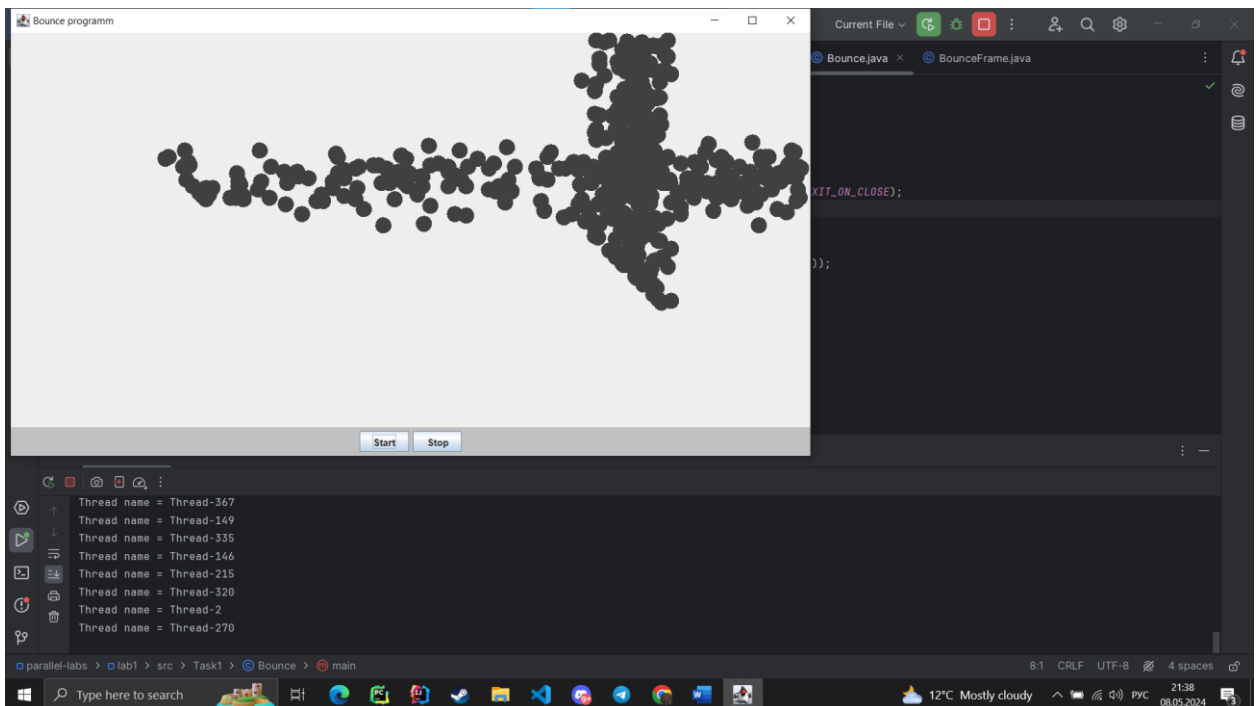 Bounce programm
Current File
Bounce.java
BounceFrame.java
XIT_ON_CLOSE);
));
Start
Stop
Thread name = Thread-367
Thread name = Thread-149
Thread name = Thread-335
Thread name = Thread-146
Thread name = Thread-215
Thread name = Thread-320
Thread name = Thread-2
Thread name = Thread-270
parallel-labs > lab1 > src > Task1 > Bounce > main
8:1 CRLF UTF-8 4 spaces
Type here to search
12°C Mostly cloudy
РУС
21:38
08.05.2024
3